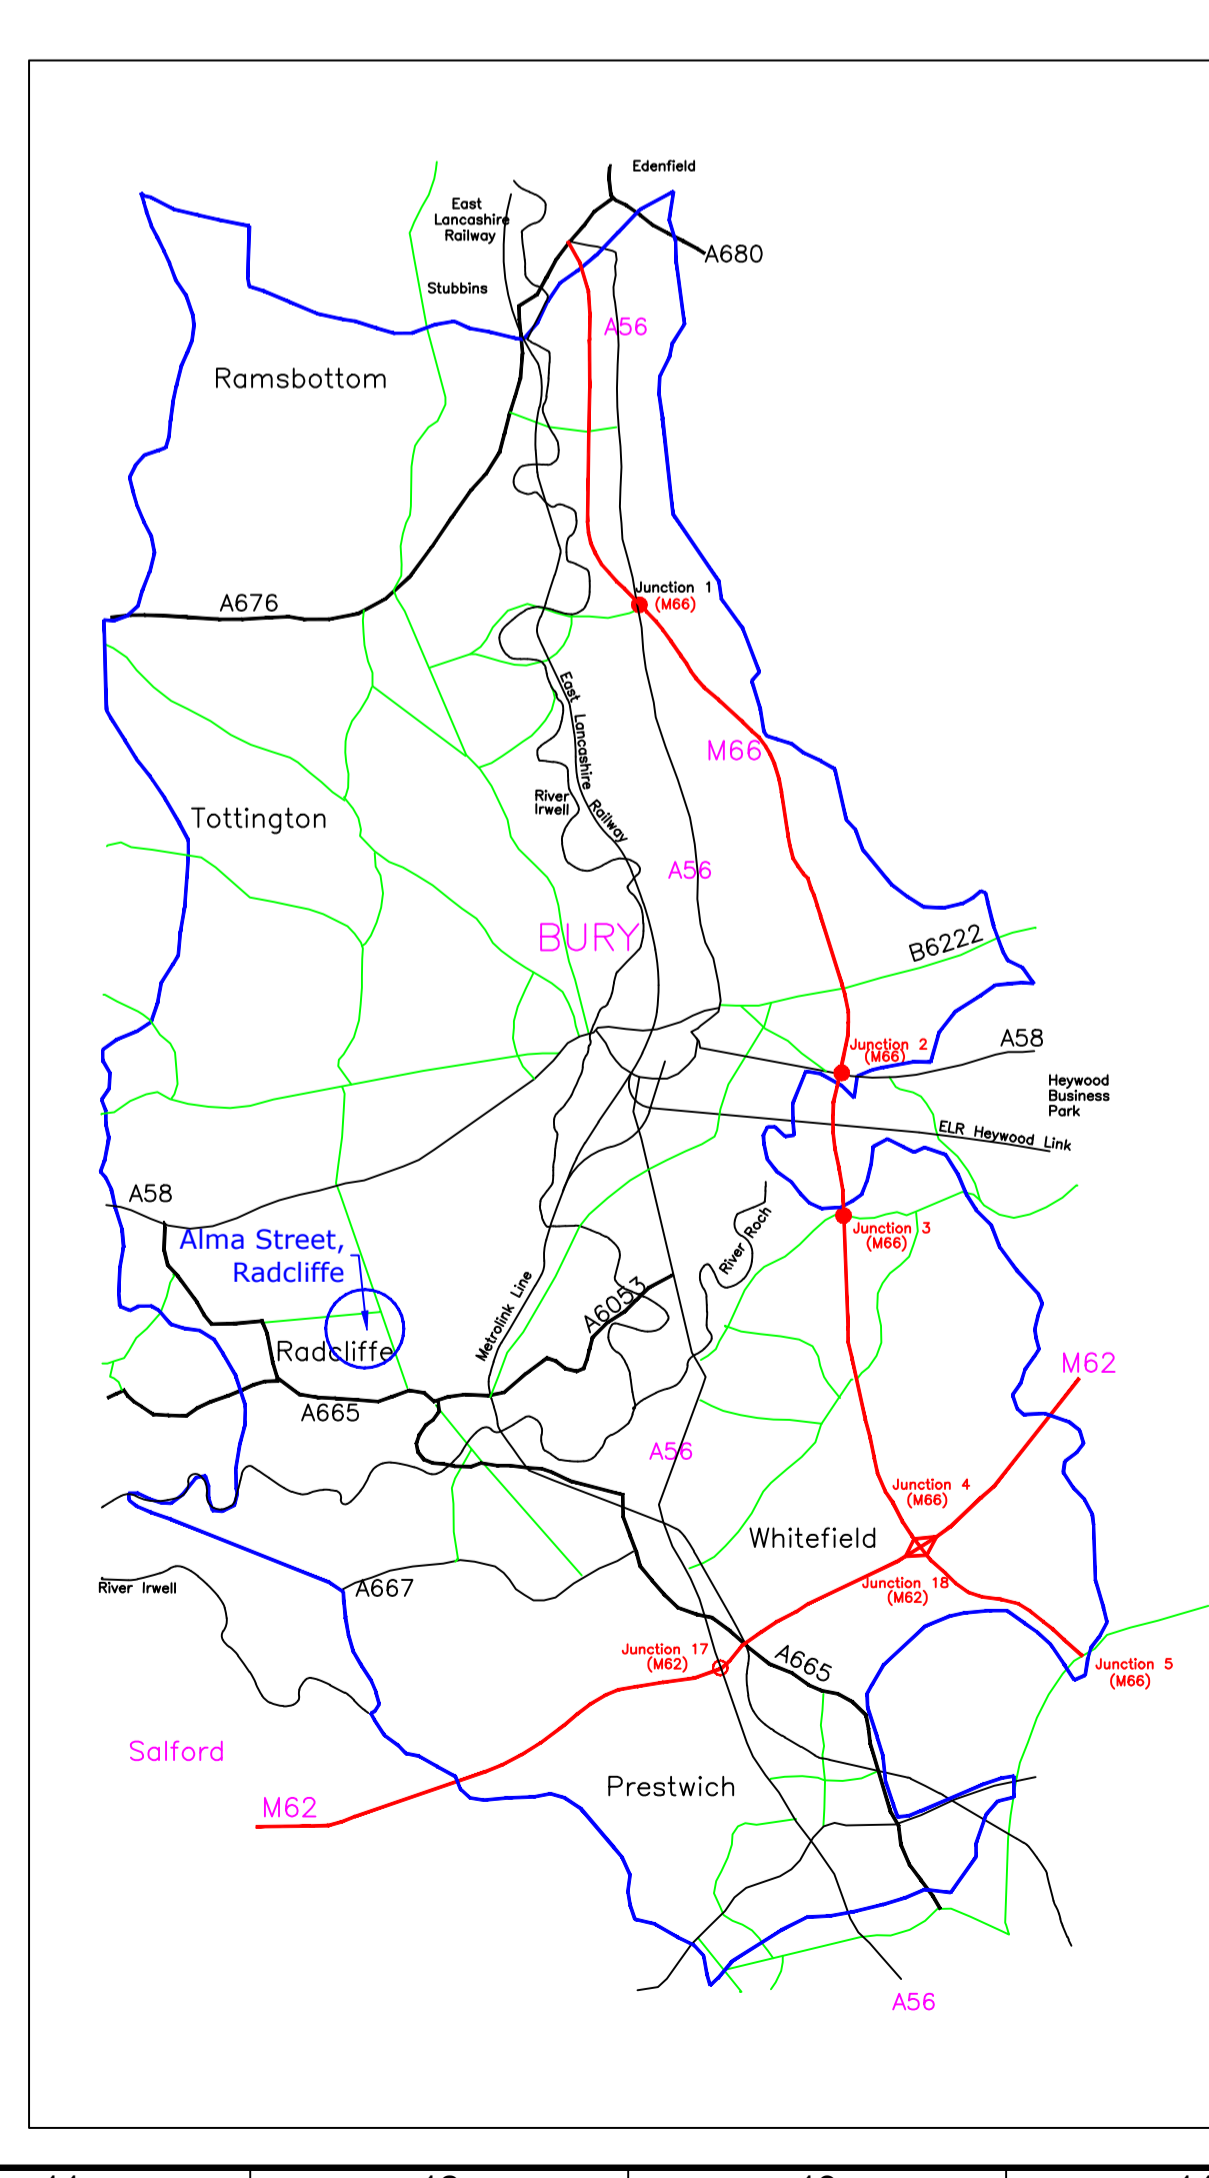 Edenfield
East
Lancashire
Railway
A680
Stubbins
A56
Ramsbottom
Junction 1
(M66)
A676
East Lancashire Railway
M66
River
Irwell
Tottington
A56
BURY
B6222
Junction 2
(M66)
A58
Heywood
Business
Park
ELR Heywood Link
A58
Alma Street,
Radcliffe
River Roch
Junction 3
(M66)
Metrolink Line
A6053
Radcliffe
M62
A665
A56
Junction 4
(M66)
Whitefield
Junction 18
(M62)
River Irwell
A667
Junction 17
(M62)
A665
Junction 5
(M66)
Salford
Prestwich
M62
A56